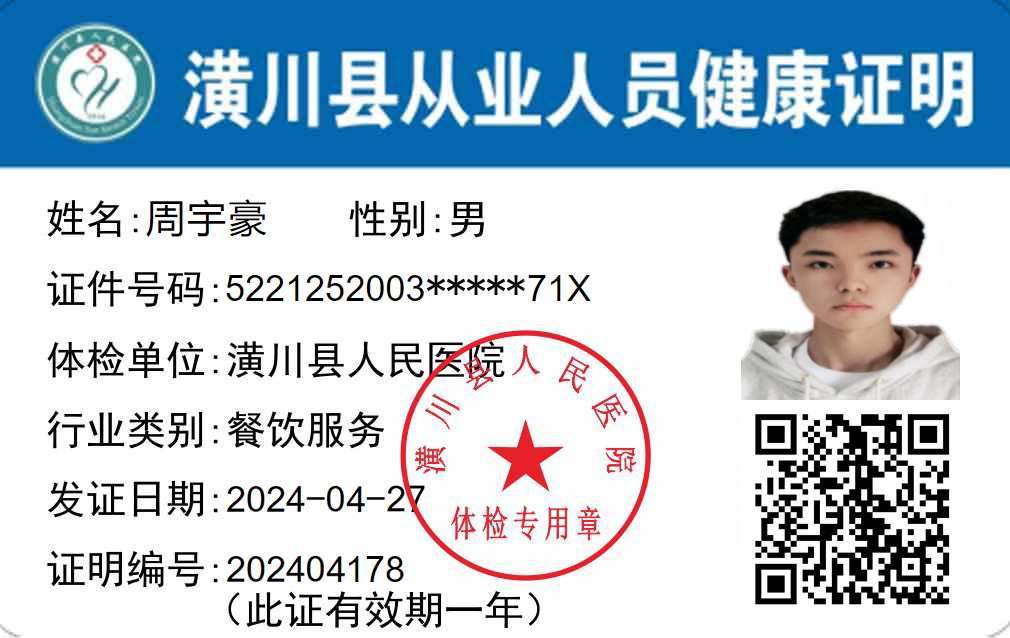 潢川县从业人员健康证明
姓名:周宇豪 性别:男
证件号码:5221252003*****71X
体检单位:潢川县人民医院
行业类别:餐饮服务
发证日期:2024-04-27
证明编号:202404178
（此证有效期一年）
潢川县人民医院
体检专用章